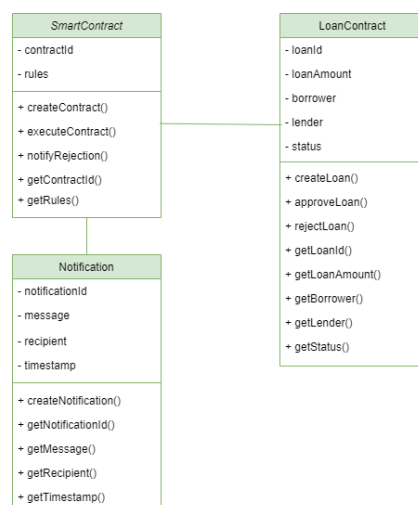 SmartContract
- contractId
- rules
+ createContract()
+ executeContract()
+ notifyRejection()
+ getContractId()
+ getRules()
LoanContract
- loanId
- loanAmount
- borrower
- lender
- status
+ createLoan()
+ approveLoan()
+ rejectLoan()
+ getLoanId()
+ getLoanAmount()
+ getBorrower()
+ getLender()
+ getStatus()
Notification
- notificationId
- message
- recipient
- timestamp
+ createNotification()
+ getNotificationId()
+ getMessage()
+ getRecipient()
+ getTimestamp()